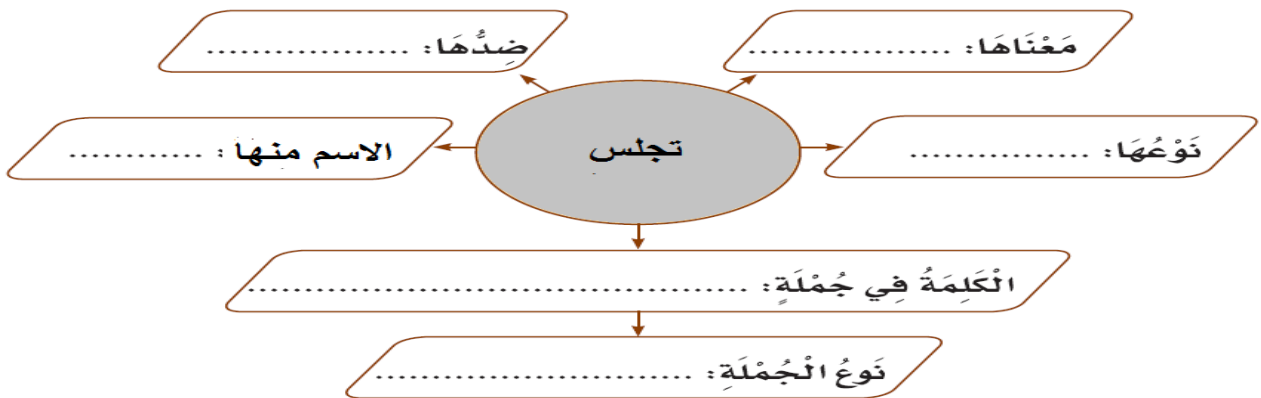 مَعْنَاهَا: ..................
ضِدُّهَا: ..................
نَوْعُهَا: ................
تجلس
الاسم منها : ............
الْكَلِمَةُ فِي جُمْلَةٍ: ...........................................
نَوعُ الْجُمْلَةِ: ............................